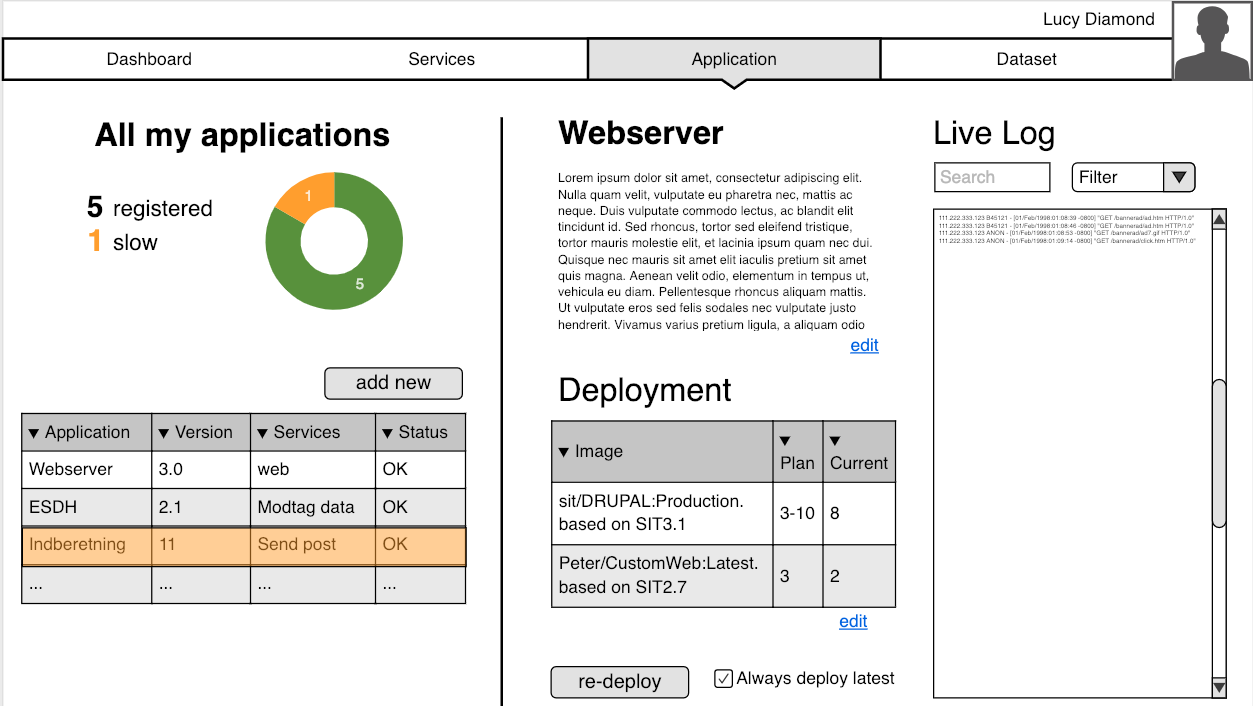 Lucy Diamond
Dashboard
Services
Application
Dataset
All my applications
5 registered
1 slow
1
5
add new
Application Version Services Status
Webserver 3.0 web OK
ESDH 2.1 Modtag data OK
Indberetning 11 Send post OK
... ... ... ...
Webserver
Lorem ipsum dolor sit amet, consectetur adipiscing elit.
Nulla quam velit, vulputate eu pharetra nec, mattis ac
neque. Duis vulputate commodo lectus, ac blandit elit
tincidunt id. Sed rhoncus, tortor sed eleifend tristique,
tortor mauris molestie elit, et lacinia ipsum quam nec dui.
Quisque nec mauris sit amet elit iaculis pretium sit amet
quis magna. Aenean velit odio, elementum in tempus ut,
vehicula eu diam. Pellentesque rhoncus aliquam mattis.
Ut vulputate eros sed felis sodales nec vulputate justo
hendrerit. Vivamus varius pretium ligula, a aliquam odio
edit
Deployment
Image Plan Current
sit/DRUPAL:Production. 3-10 8
based on SIT3.1
Peter/CustomWeb:Latest. 3 2
based on SIT2.7
edit
re-deploy
Always deploy latest
Live Log
Search
Filter
111.222.333.123 B45121 - [01/Feb/1998:01:08:39 -0800] "GET /bannerad/ad.htm HTTP/1.0"
111.222.333.123 B45121 - [01/Feb/1998:01:08:46 -0800] "GET /bannerad/ad.htm HTTP/1.0"
111.222.333.123 ANON - [01/Feb/1998:01:08:53 -0800] "GET /bannerad/ad7.gif HTTP/1.0"
111.222.333.123 ANON - [01/Feb/1998:01:09:14 -0800] "GET /bannerad/click.htm HTTP/1.0"